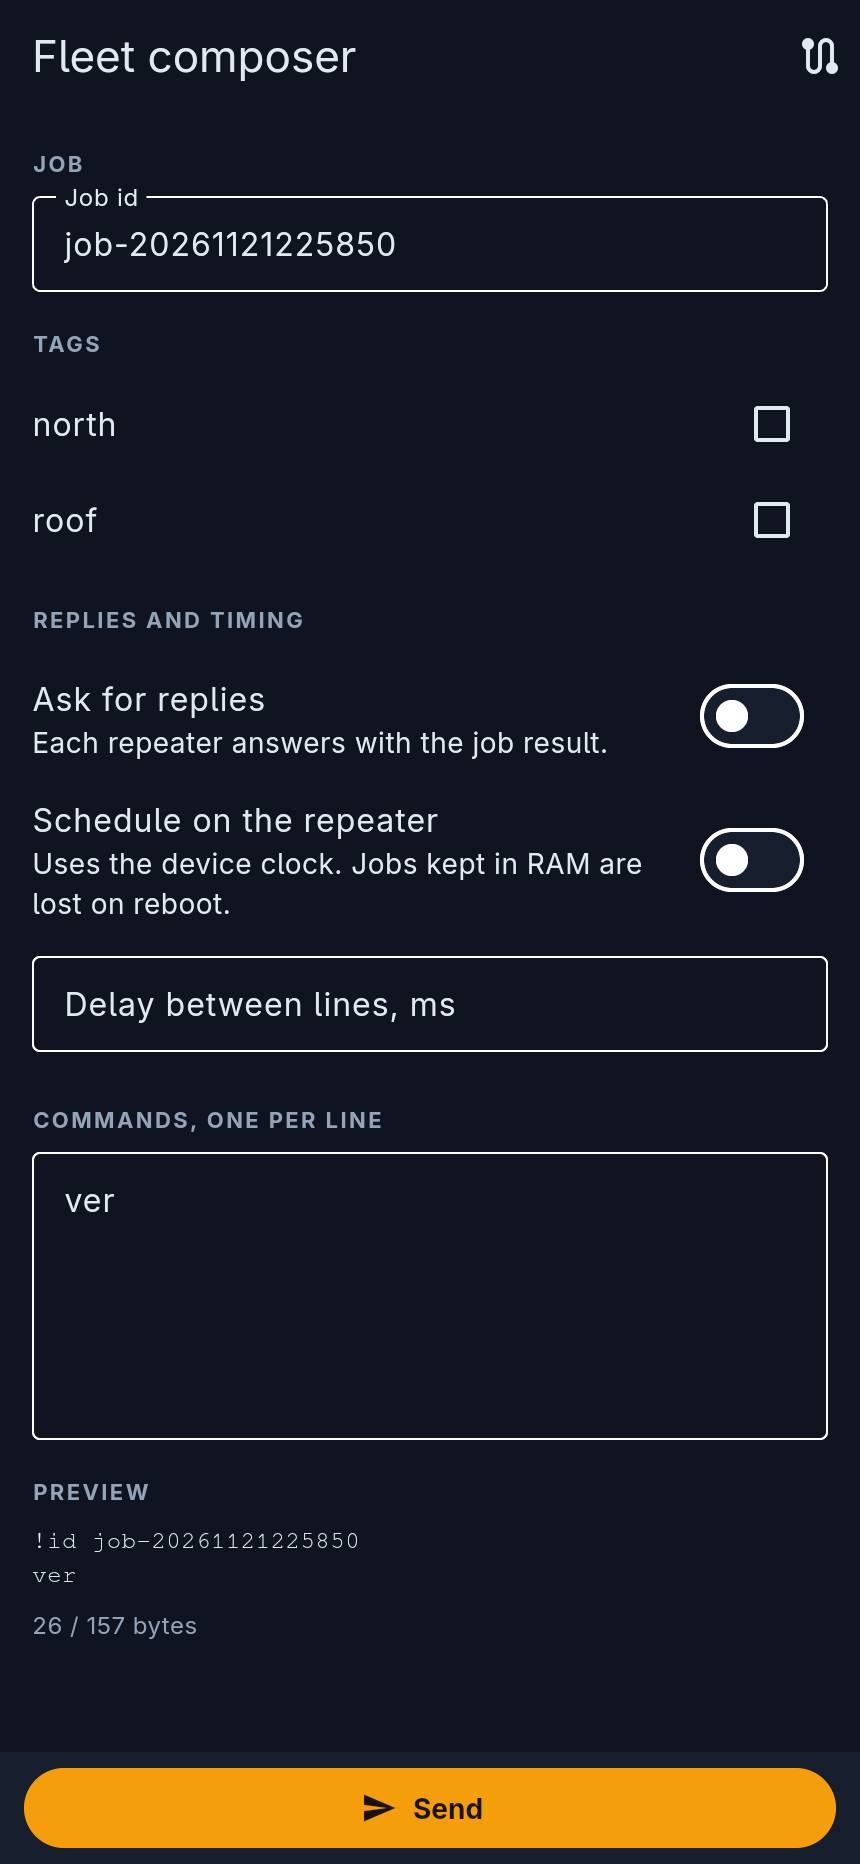 Fleet composer
JOB
Job id
job-20261121225850
TAGS
north
roof
REPLIES AND TIMING
Ask for replies
Each repeater answers with the job result.
Schedule on the repeater
Uses the device clock. Jobs kept in RAM are
lost on reboot.
Delay between lines, ms
COMMANDS, ONE PER LINE
ver
PREVIEW
!id job-20261121225850
ver
26 / 157 bytes
Send